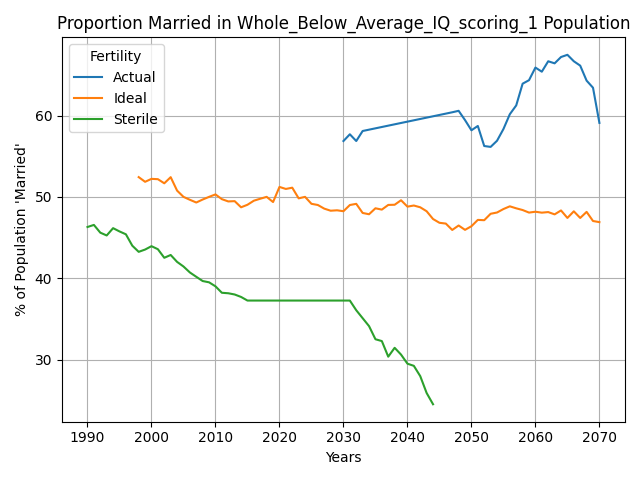 Proportion Married in Whole_Below_Average_IQ_scoring_1 Population
Fertility
Actual
Ideal
Sterile
% of Population 'Married'
60
50
40
30
1990 2000 2010 2020 2030 2040 2050 2060 2070
Years